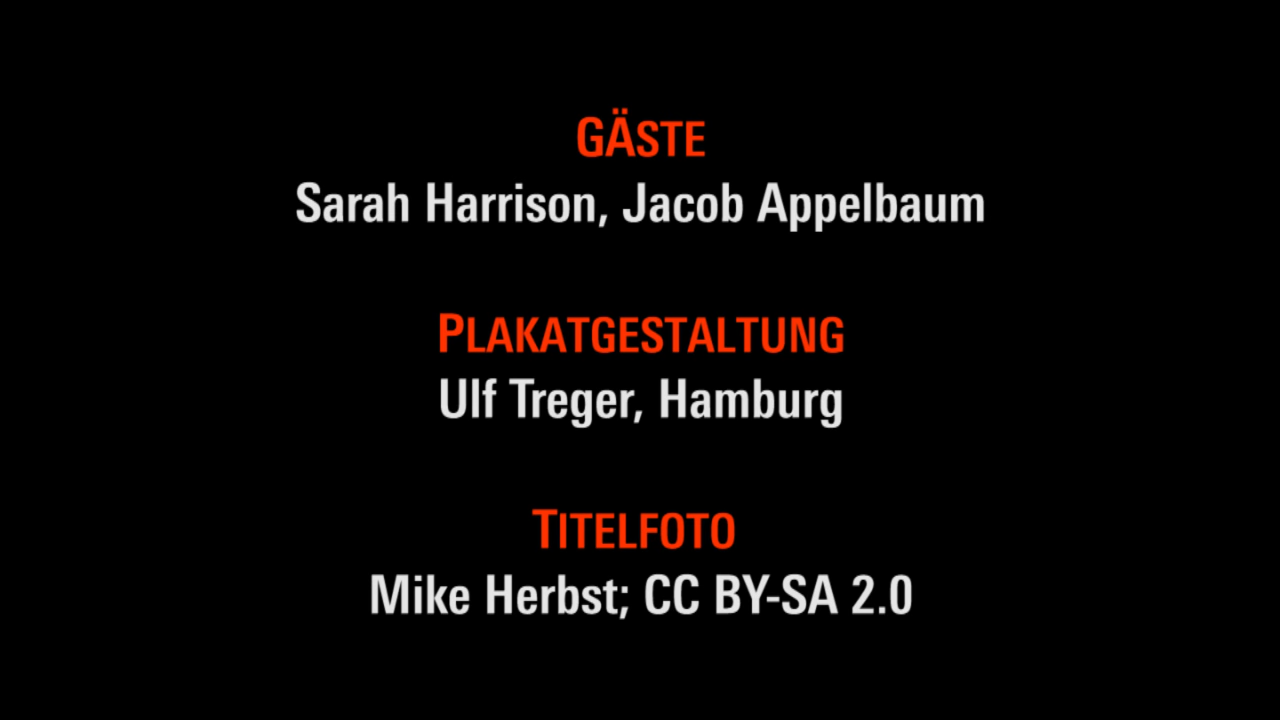 GÄSTE
Sarah Harrison, Jacob Appelbaum
PLAKATGESTALTUNG
Ulf Treger, Hamburg
TITELFOTO
Mike Herbst; CC BY-SA 2.0